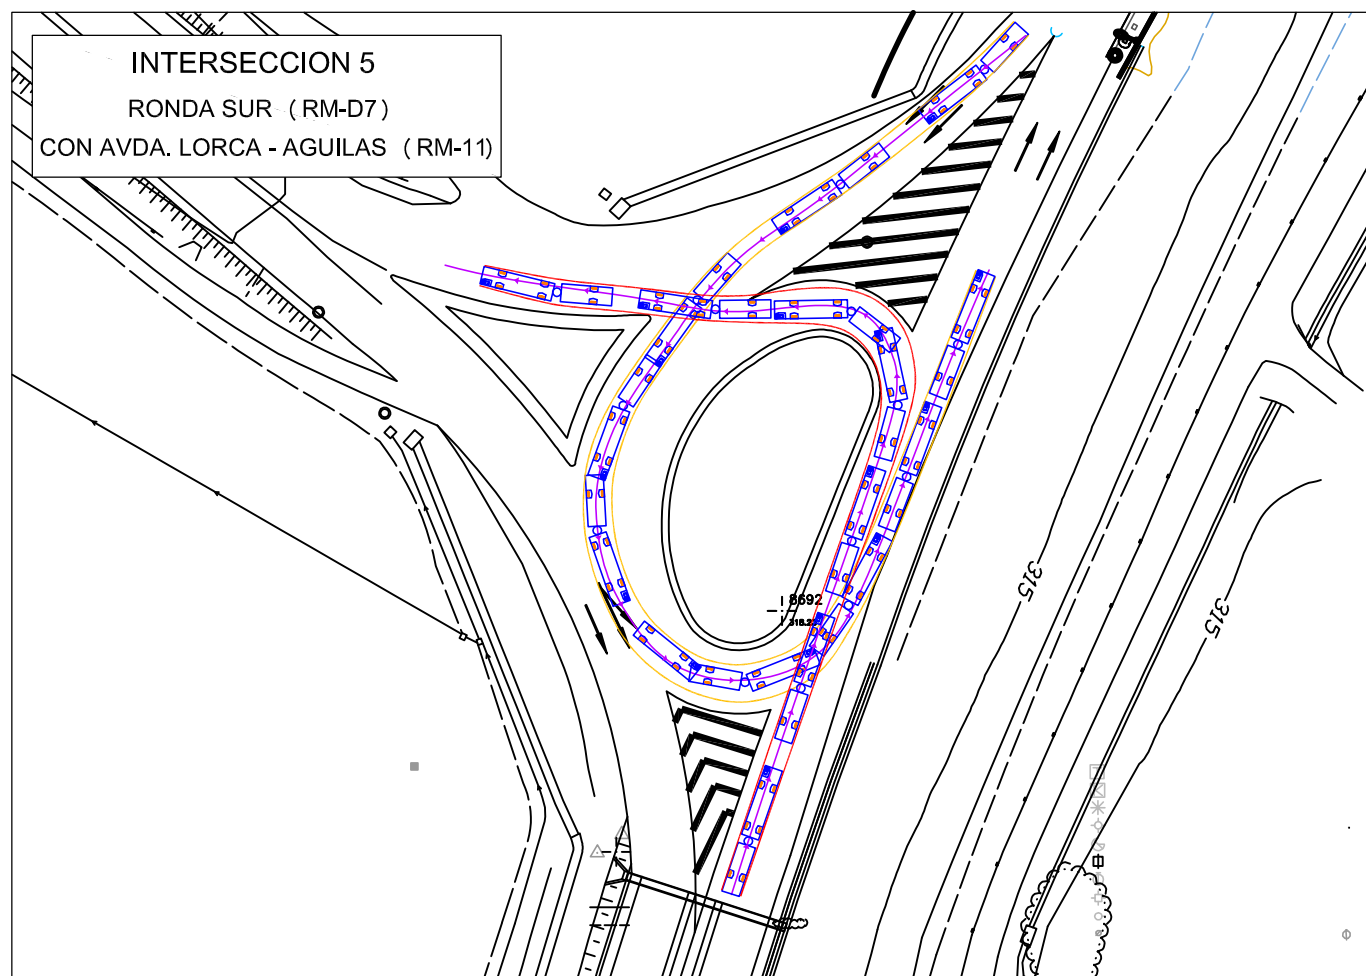 INTERSECCION 5
RONDA SUR ( RM-D7 )
CON AVDA. LORCA - AGUILAS ( RM-11)
8692
315
315